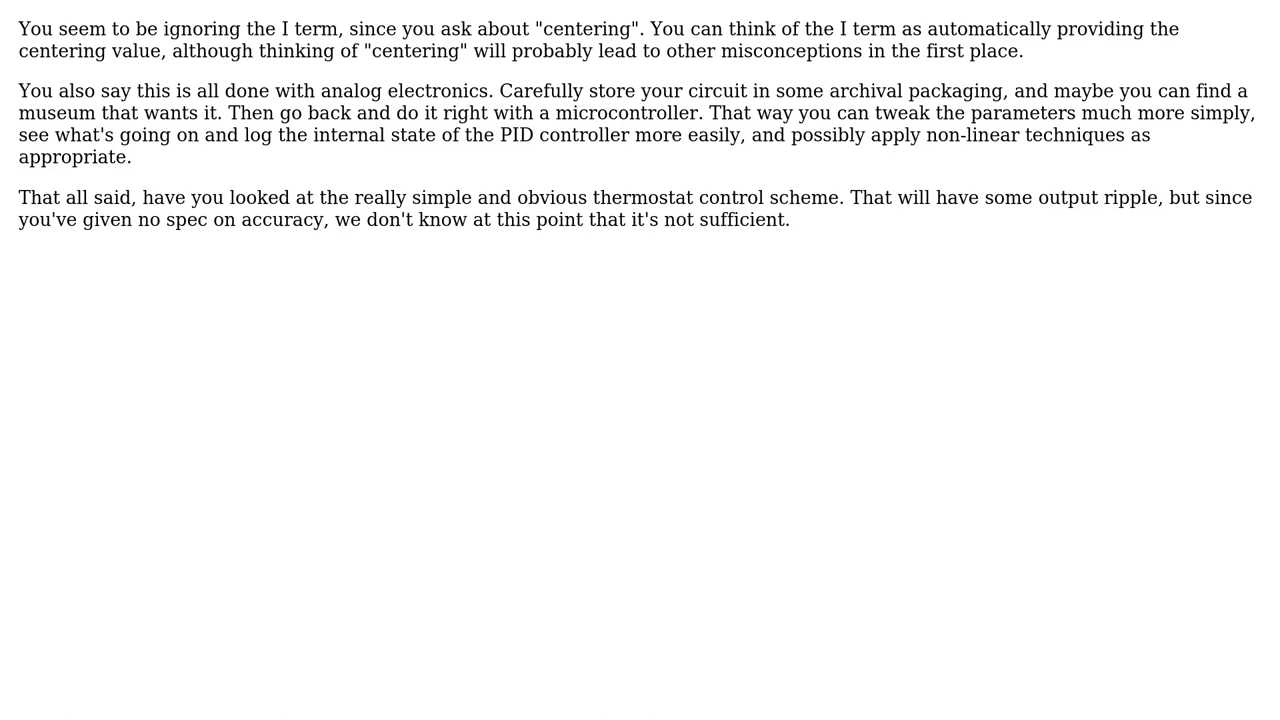 You seem to be ignoring the I term, since you ask about "centering". You can think of the I term as automatically providing the
centering value, although thinking of "centering" will probably lead to other misconceptions in the first place.
You also say this is all done with analog electronics. Carefully store your circuit in some archival packaging, and maybe you can find a
museum that wants it. Then go back and do it right with a microcontroller. That way you can tweak the parameters much more simply,
see what's going on and log the internal state of the PID controller more easily, and possibly apply non-linear techniques as
appropriate.
That all said, have you looked at the really simple and obvious thermostat control scheme. That will have some output ripple, but since
you've given no spec on accuracy, we don't know at this point that it's not sufficient.